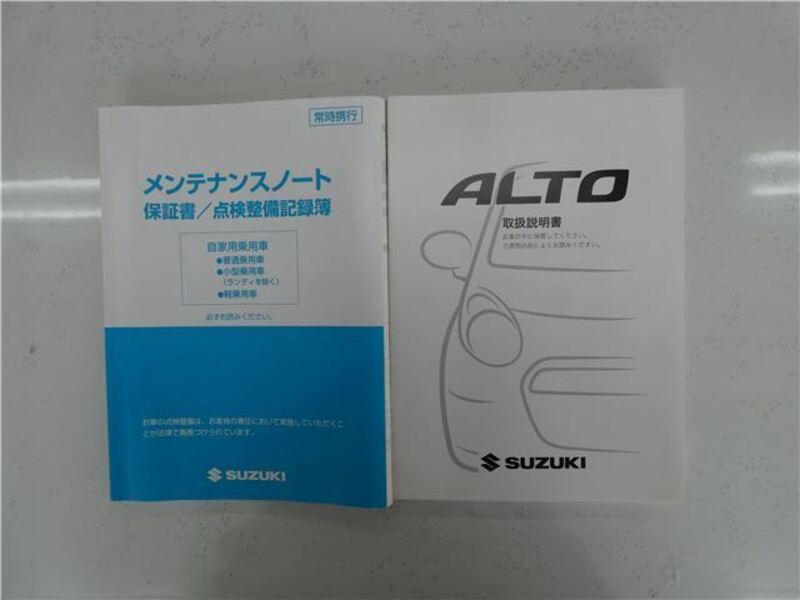 常時携行
メンテナンスノート
保証書／点検整備記録簿
自家用乗用車
●普通乗用車
●小型乗用車
（ランディを除く）
●軽乗用車
必ずお読みください。
お車の点検整備は、お客様の責任において実施していただくこ
とが法律で義務づけられています。
SUZUKI
ALTO
取扱説明書
お車の中に保管してください。
ご使用の前によくお読みください。
SUZUKI